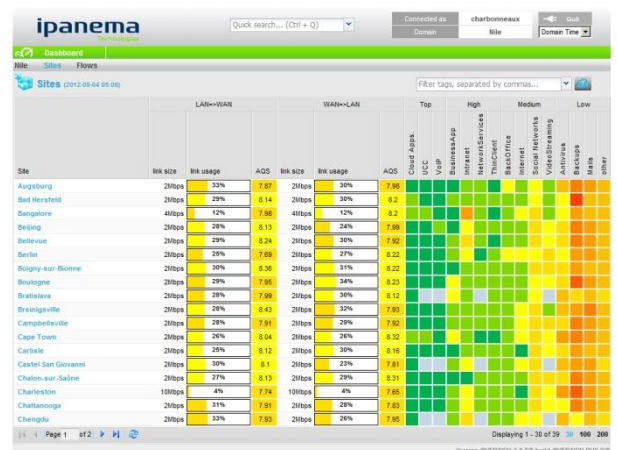 ipanema
Technologies
Quick search... (Ctrl + Q)
Connected as charbonneaux Quit
Domain Nile Domain Time
Dashboard
Nile Sites Flows
Sites (2012-09-04 05:08)
Filter tags, separated by commas...
LAN=>WAN WAN=>LAN Top High Medium Low
Site link size link usage AQS link size link usage AQS Cloud Apps. UCC VoIP BusinessApp Intranet NetworkServices ThinClient BackOffice Internet Social Networks VideoStreaming Antivirus Backups Mails other
Augsburg 2Mbps 33% 7.87 2Mbps 30% 7.98
Bad Hersfeld 2Mbps 29% 8.14 2Mbps 30% 8.2
Bangalore 4Mbps 12% 7.98 4Mbps 12% 8.2
Beijing 2Mbps 28% 8.13 2Mbps 24% 7.99
Bellevue 2Mbps 29% 8.24 2Mbps 30% 7.92
Berlin 2Mbps 25% 7.69 2Mbps 27% 8.22
Boigny-sur-Bionne 2Mbps 30% 8.36 2Mbps 31% 8.22
Boulogne 2Mbps 29% 7.95 2Mbps 34% 8.23
Bratislava 2Mbps 28% 7.99 2Mbps 30% 8.12
Breinigsville 2Mbps 28% 8.43 2Mbps 32% 7.93
Campbellsville 2Mbps 28% 7.91 2Mbps 29% 7.92
Cape Town 2Mbps 26% 8.04 2Mbps 26% 8.32
Carlisle 2Mbps 25% 8.12 2Mbps 30% 8.16
Castel San Giovanni 2Mbps 30% 8.1 2Mbps 23% 7.81
Chalon-sur-Saône 2Mbps 27% 8.13 2Mbps 29% 8.31
Charleston 10Mbps 4% 7.74 10Mbps 4% 7.65
Chattanooga 2Mbps 31% 7.91 2Mbps 28% 7.83
Chengdu 2Mbps 33% 7.93 2Mbps 26% 7.95
Page 1 of 2 Displaying 1 - 30 of 39 30 100 200